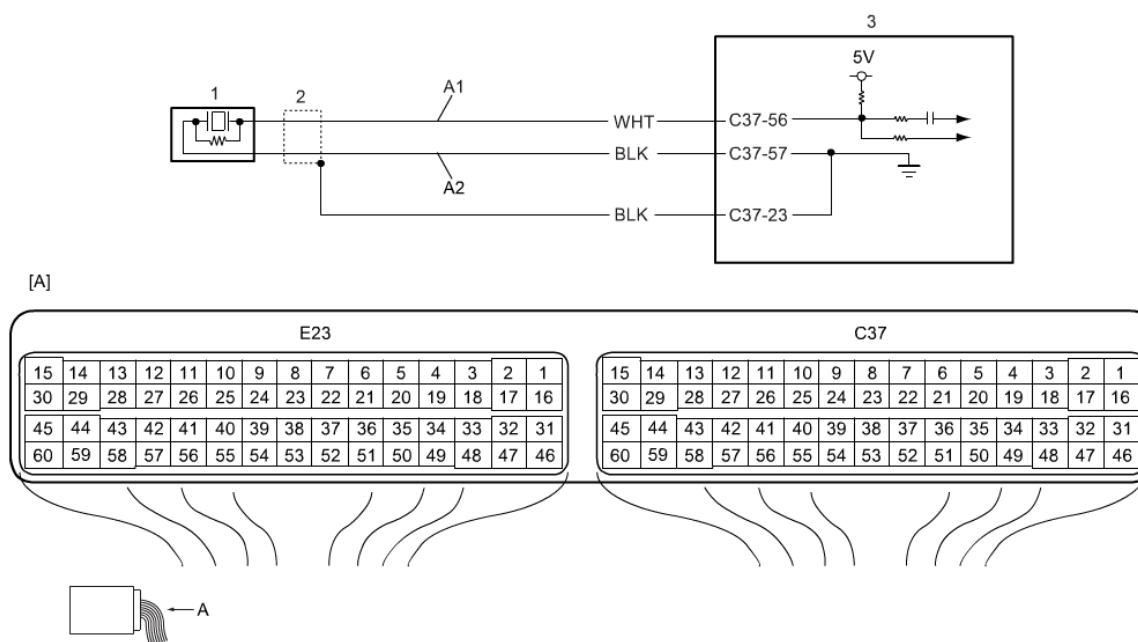 3
5V
1 2 A1
WHT C37-56
BLK C37-57
A2
BLK C37-23
[A]
E23 C37
15 14 13 12 11 10 9 8 7 6 5 4 3 2 1 15 14 13 12 11 10 9 8 7 6 5 4 3 2 1
30 29 28 27 26 25 24 23 22 21 20 19 18 17 16 30 29 28 27 26 25 24 23 22 21 20 19 18 17 16
45 44 43 42 41 40 39 38 37 36 35 34 33 32 31 45 44 43 42 41 40 39 38 37 36 35 34 33 32 31
60 59 58 57 56 55 54 53 52 51 50 49 48 47 46 60 59 58 57 56 55 54 53 52 51 50 49 48 47 46
A